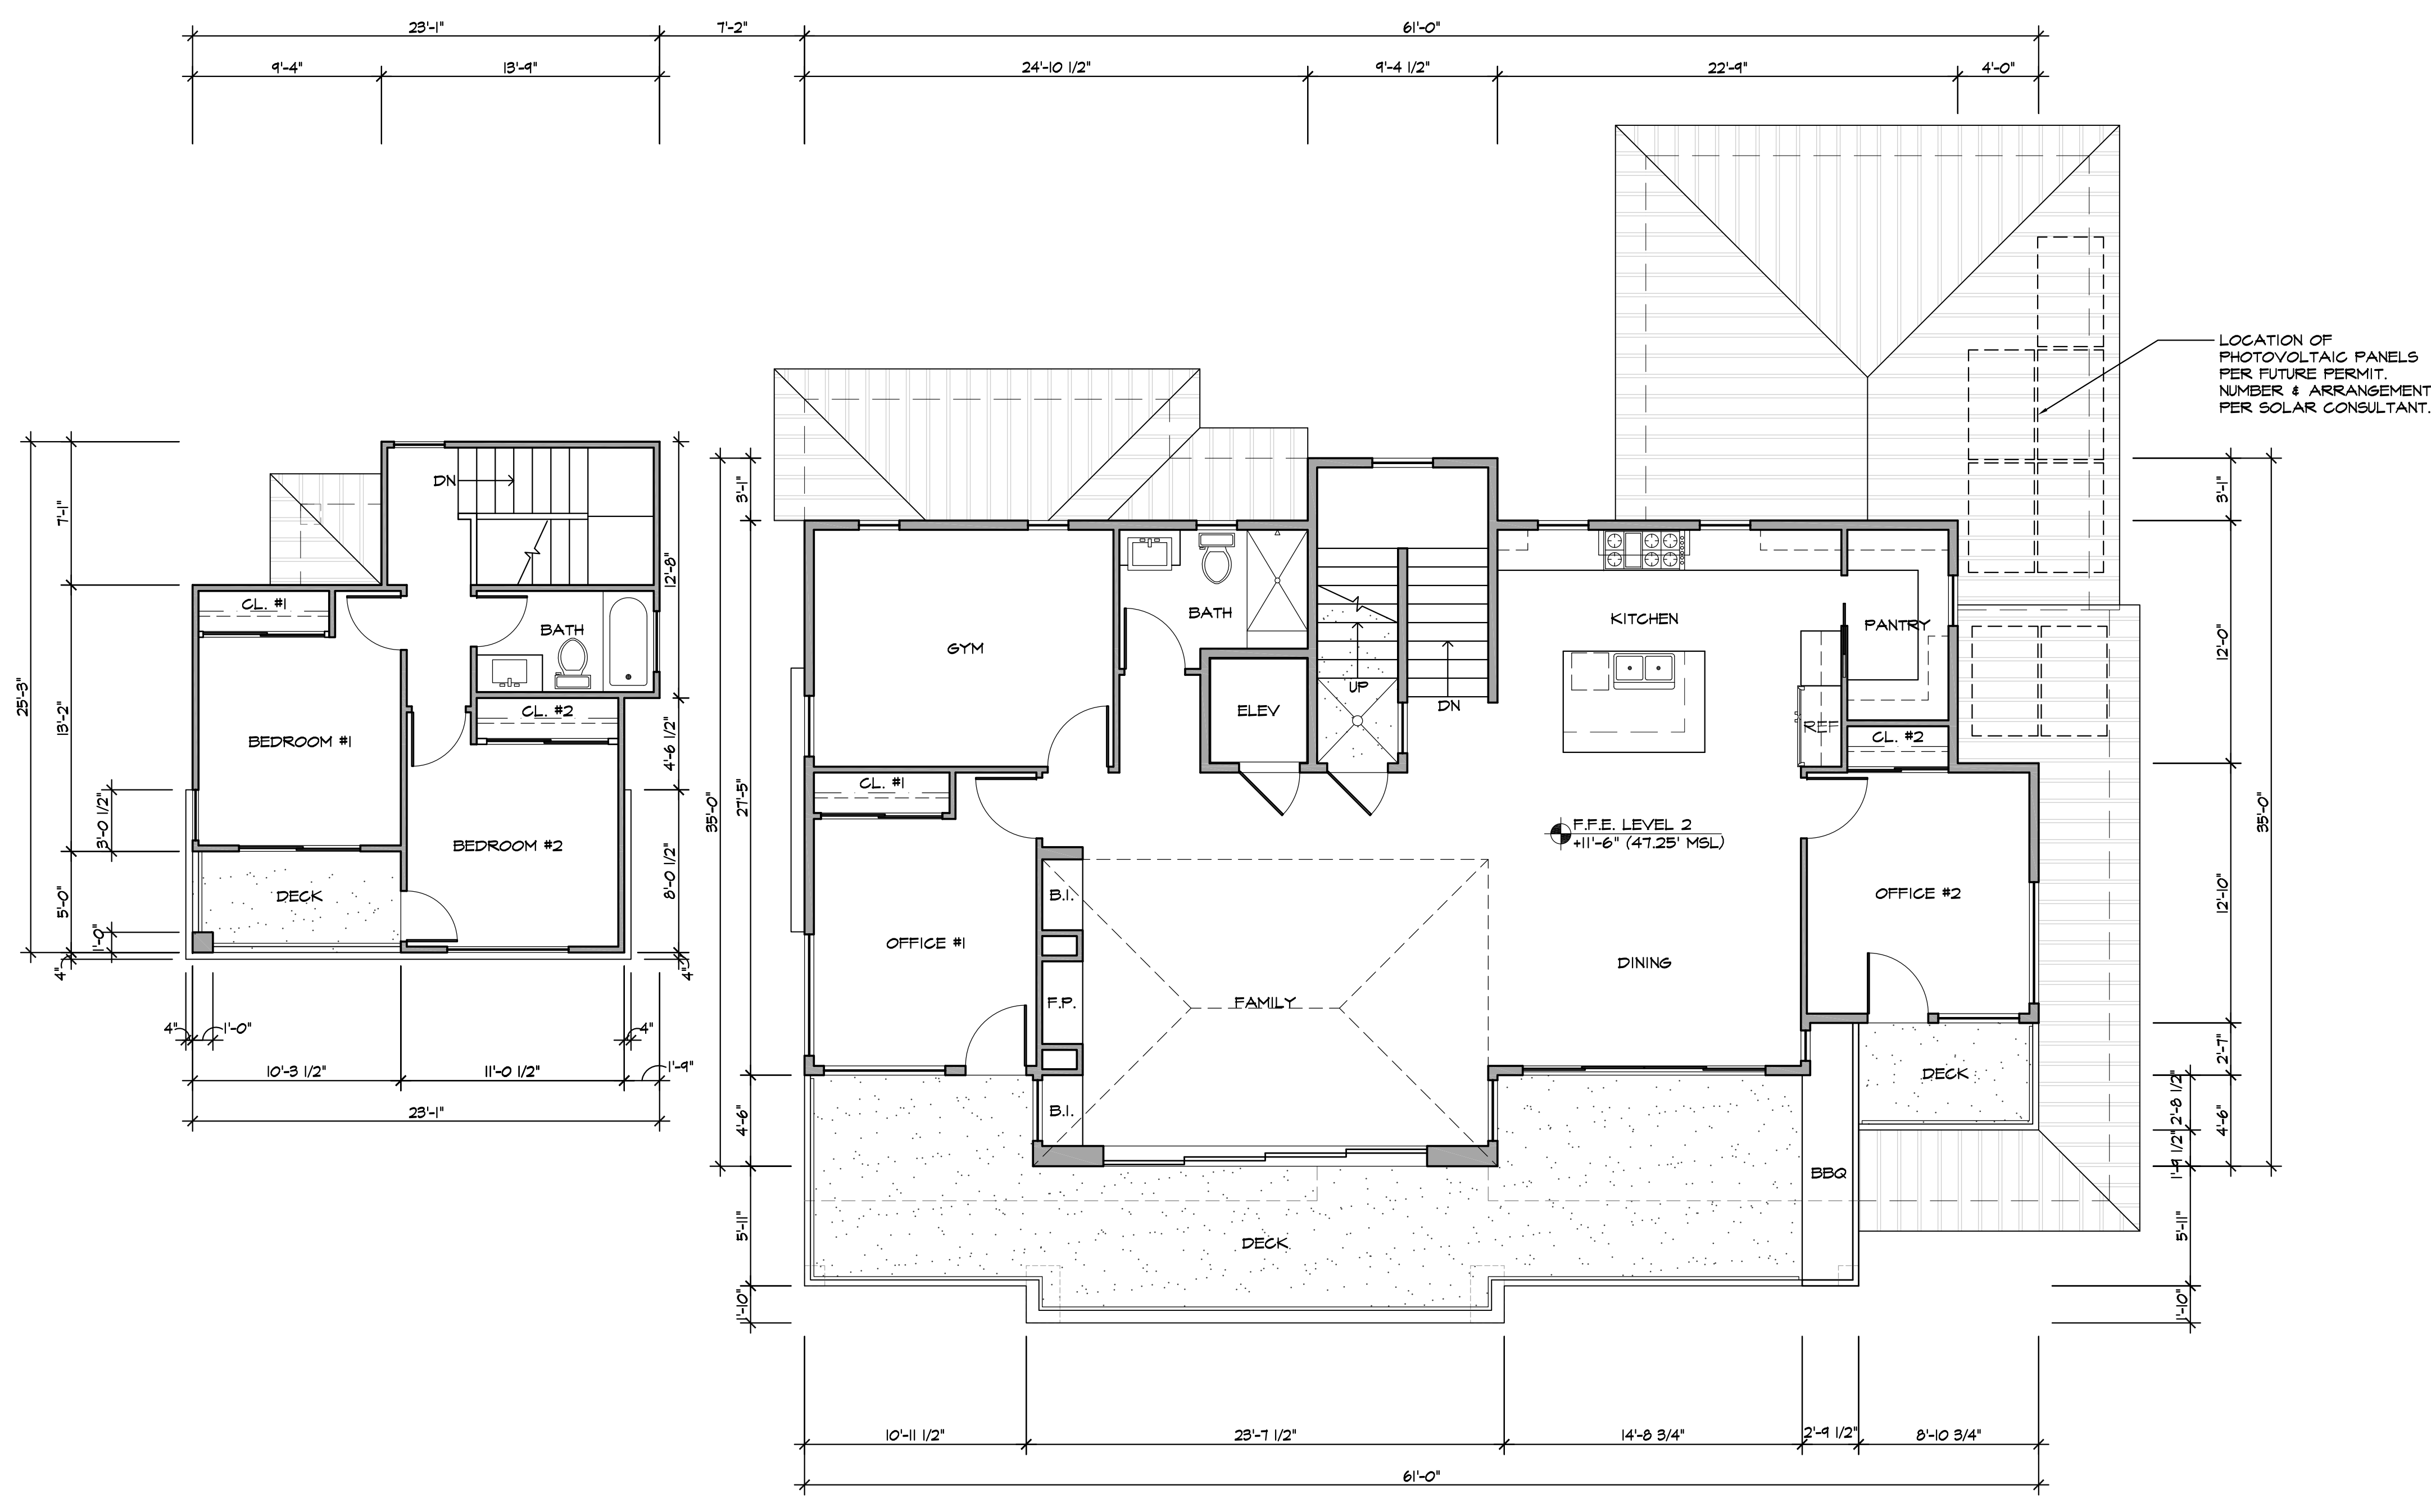 23'-1"
7'-2"
61'-0"
9'-4"
13'-9"
24'-10 1/2"
9'-4 1/2"
22'-9"
4'-0"
LOCATION OF
PHOTOVOLTAIC PANELS
PER FUTURE PERMIT.
NUMBER & ARRANGEMENT
PER SOLAR CONSULTANT.
25'-3"
7'-1"
13'-2"
3'-0 1/2"
5'-0"
1'-0"
4"
DN
CL. #1
BATH
CL. #2
BEDROOM #1
BEDROOM #2
DECK
12'-8"
4'-6 1/2"
8'-0 1/2"
4"
4"
1'-0"
4"
1'-9"
10'-3 1/2"
11'-0 1/2"
23'-1"
35'-0"
3'-1"
27'-5"
4'-6"
5'-11"
1'-10"
GYM
BATH
ELEV
UP
DN
KITCHEN
PANTRY
REF
CL. #2
CL. #1
F.F.E. LEVEL 2
+11'-6" (47.25' MSL)
B.I.
OFFICE #1
OFFICE #2
DINING
F.P.
FAMILY
B.I.
DECK
BBQ
DECK
3'-1"
12'-0"
35'-0"
12'-10"
2'-7"
2'-8 1/2"
4'-6"
1'-9 1/2"
5'-11"
1'-10"
10'-11 1/2"
23'-7 1/2"
14'-8 3/4"
2'-9 1/2"
8'-10 3/4"
61'-0"